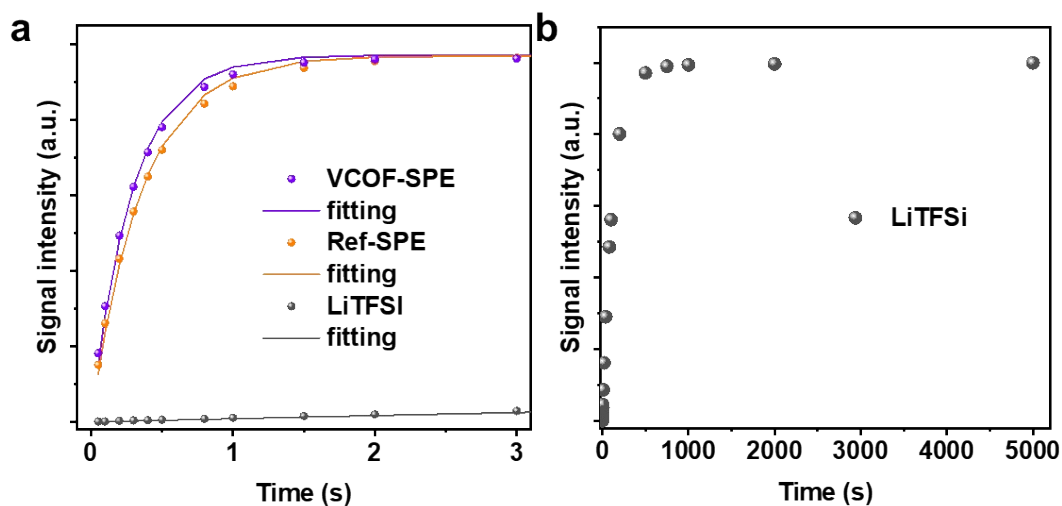 a
Signal intensity (a.u.)
VCOF-SPE
fitting
Ref-SPE
fitting
LiTFSI
fitting
0
1
2
3
Time (s)
b
Signal intensity (a.u.)
LiTFSi
0
1000
2000
3000
4000
5000
Time (s)